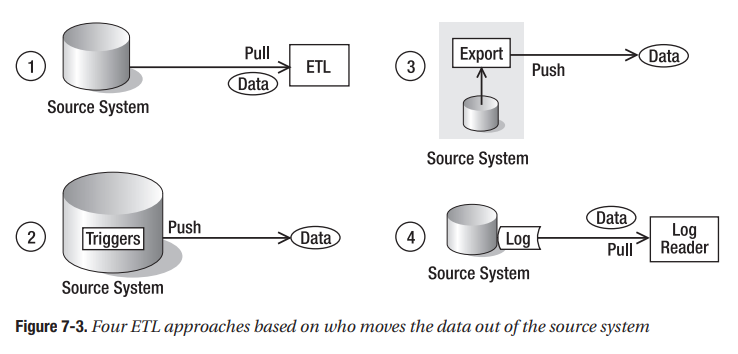 1
Pull
Data
ETL
Source System
2
Triggers
Push
Data
Source System
3
Export
Push
Data
Source System
4
Log
Data
Pull
Log
Reader
Source System
Figure 7-3. Four ETL approaches based on who moves the data out of the source system